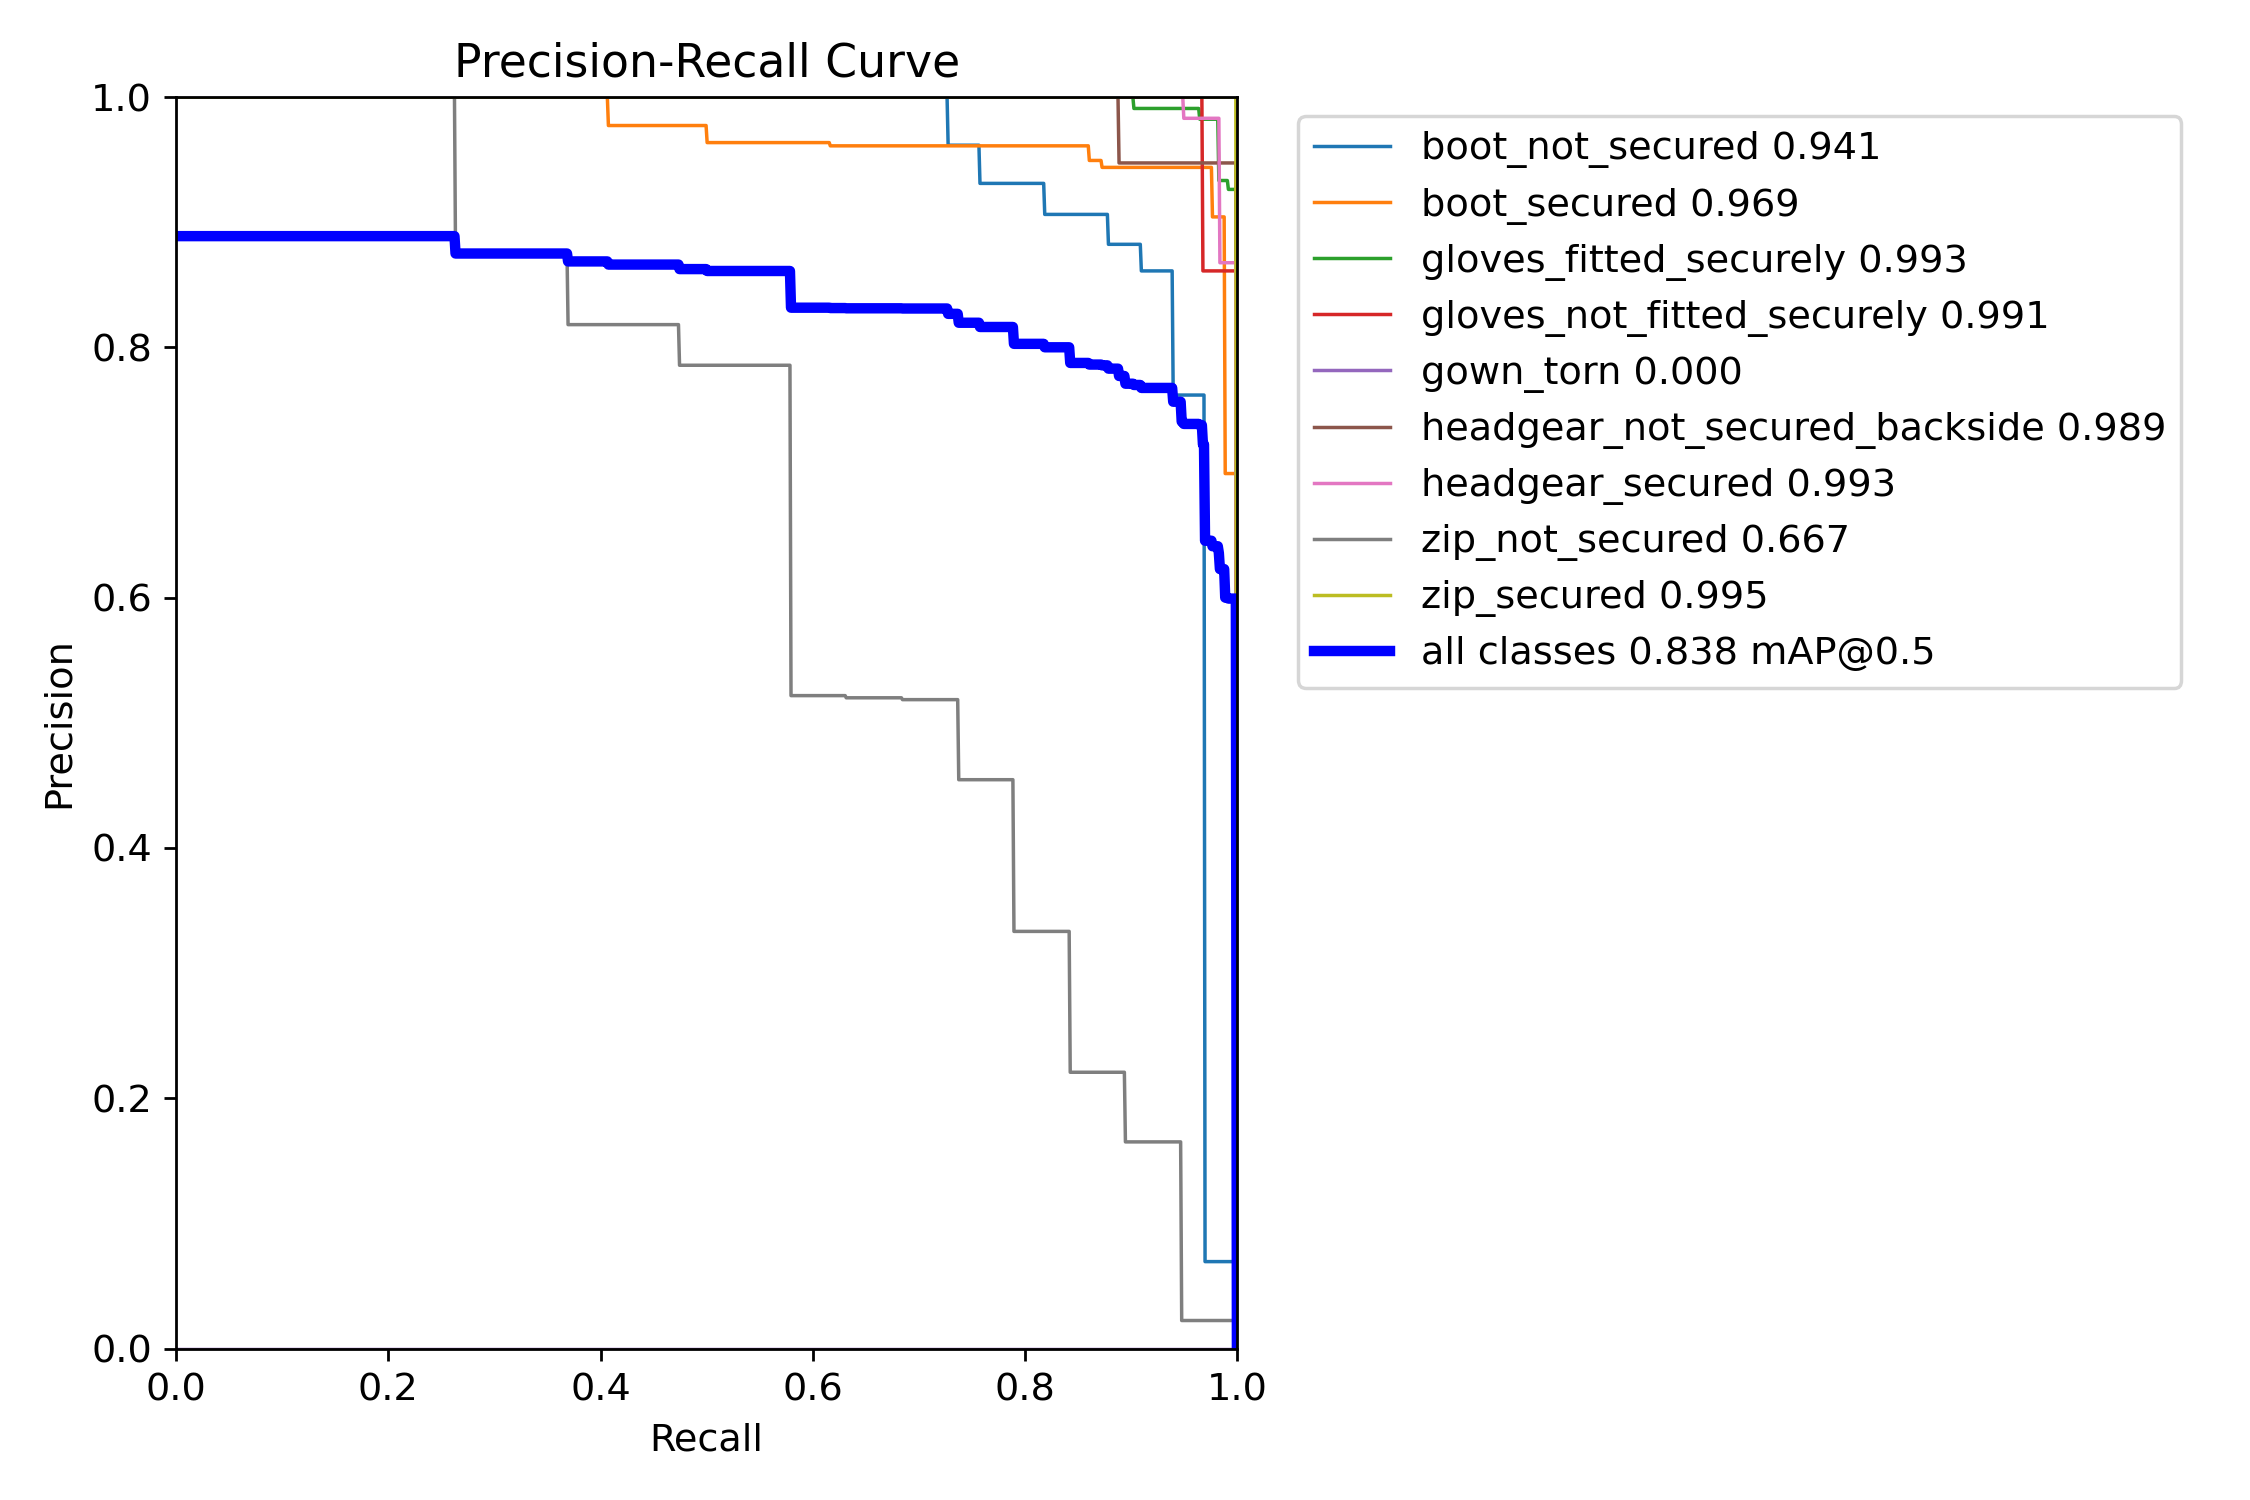 Precision-Recall Curve
1.0
0.8
0.6
0.4
0.2
0.0
Precision
0.0 0.2 0.4 0.6 0.8 1.0
Recall
boot_not_secured 0.941
boot_secured 0.969
gloves_fitted_securely 0.993
gloves_not_fitted_securely 0.991
gown_torn 0.000
headgear_not_secured_backside 0.989
headgear_secured 0.993
zip_not_secured 0.667
zip_secured 0.995
all classes 0.838 mAP@0.5